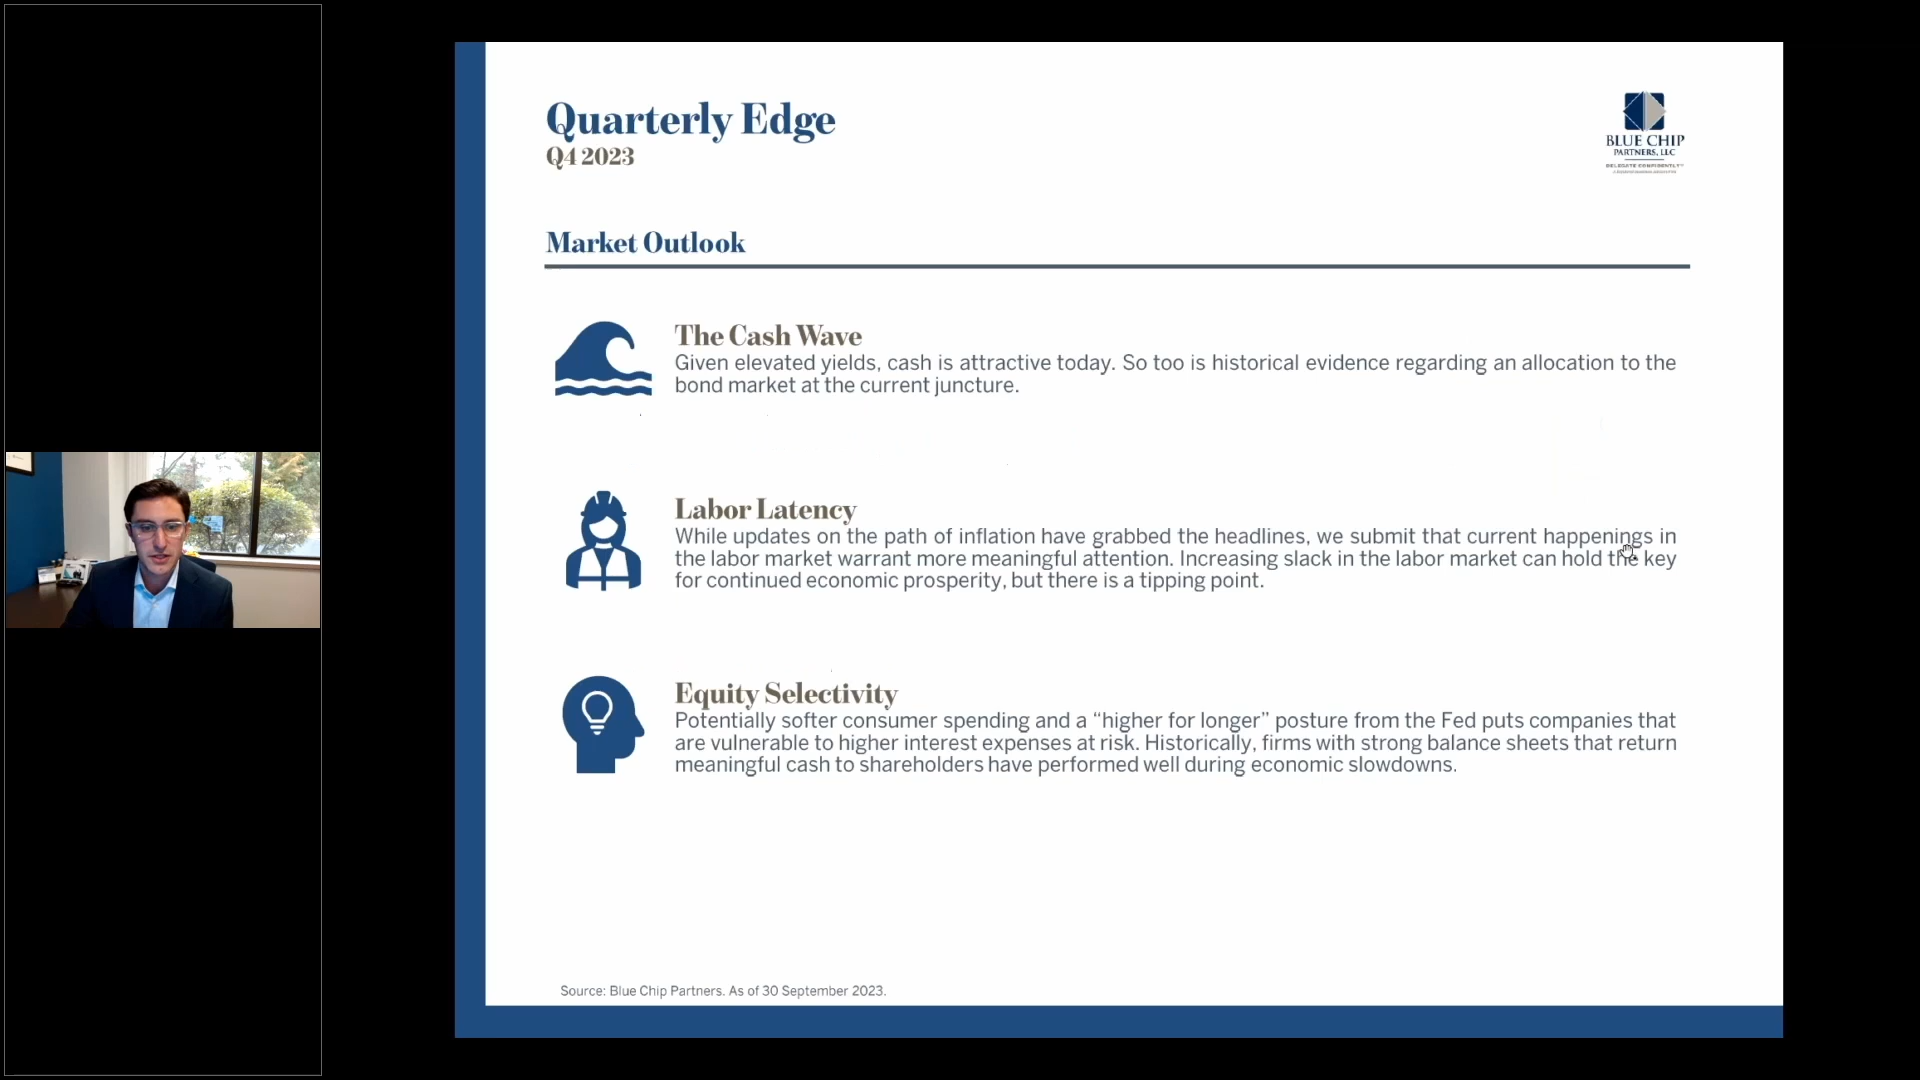 Quarterly Edge
Q4 2023
BLUE CHIP
PARTNERS, LLC
DELEGATE CONFIDENTLY™
Market Outlook
The Cash Wave
Given elevated yields, cash is attractive today. So too is historical evidence regarding an allocation to the
bond market at the current juncture.
Labor Latency
While updates on the path of inflation have grabbed the headlines, we submit that current happenings in
the labor market warrant more meaningful attention. Increasing slack in the labor market can hold the key
for continued economic prosperity, but there is a tipping point.
Equity Selectivity
Potentially softer consumer spending and a “higher for longer” posture from the Fed puts companies that
are vulnerable to higher interest expenses at risk. Historically, firms with strong balance sheets that return
meaningful cash to shareholders have performed well during economic slowdowns.
Source: Blue Chip Partners. As of 30 September 2023.